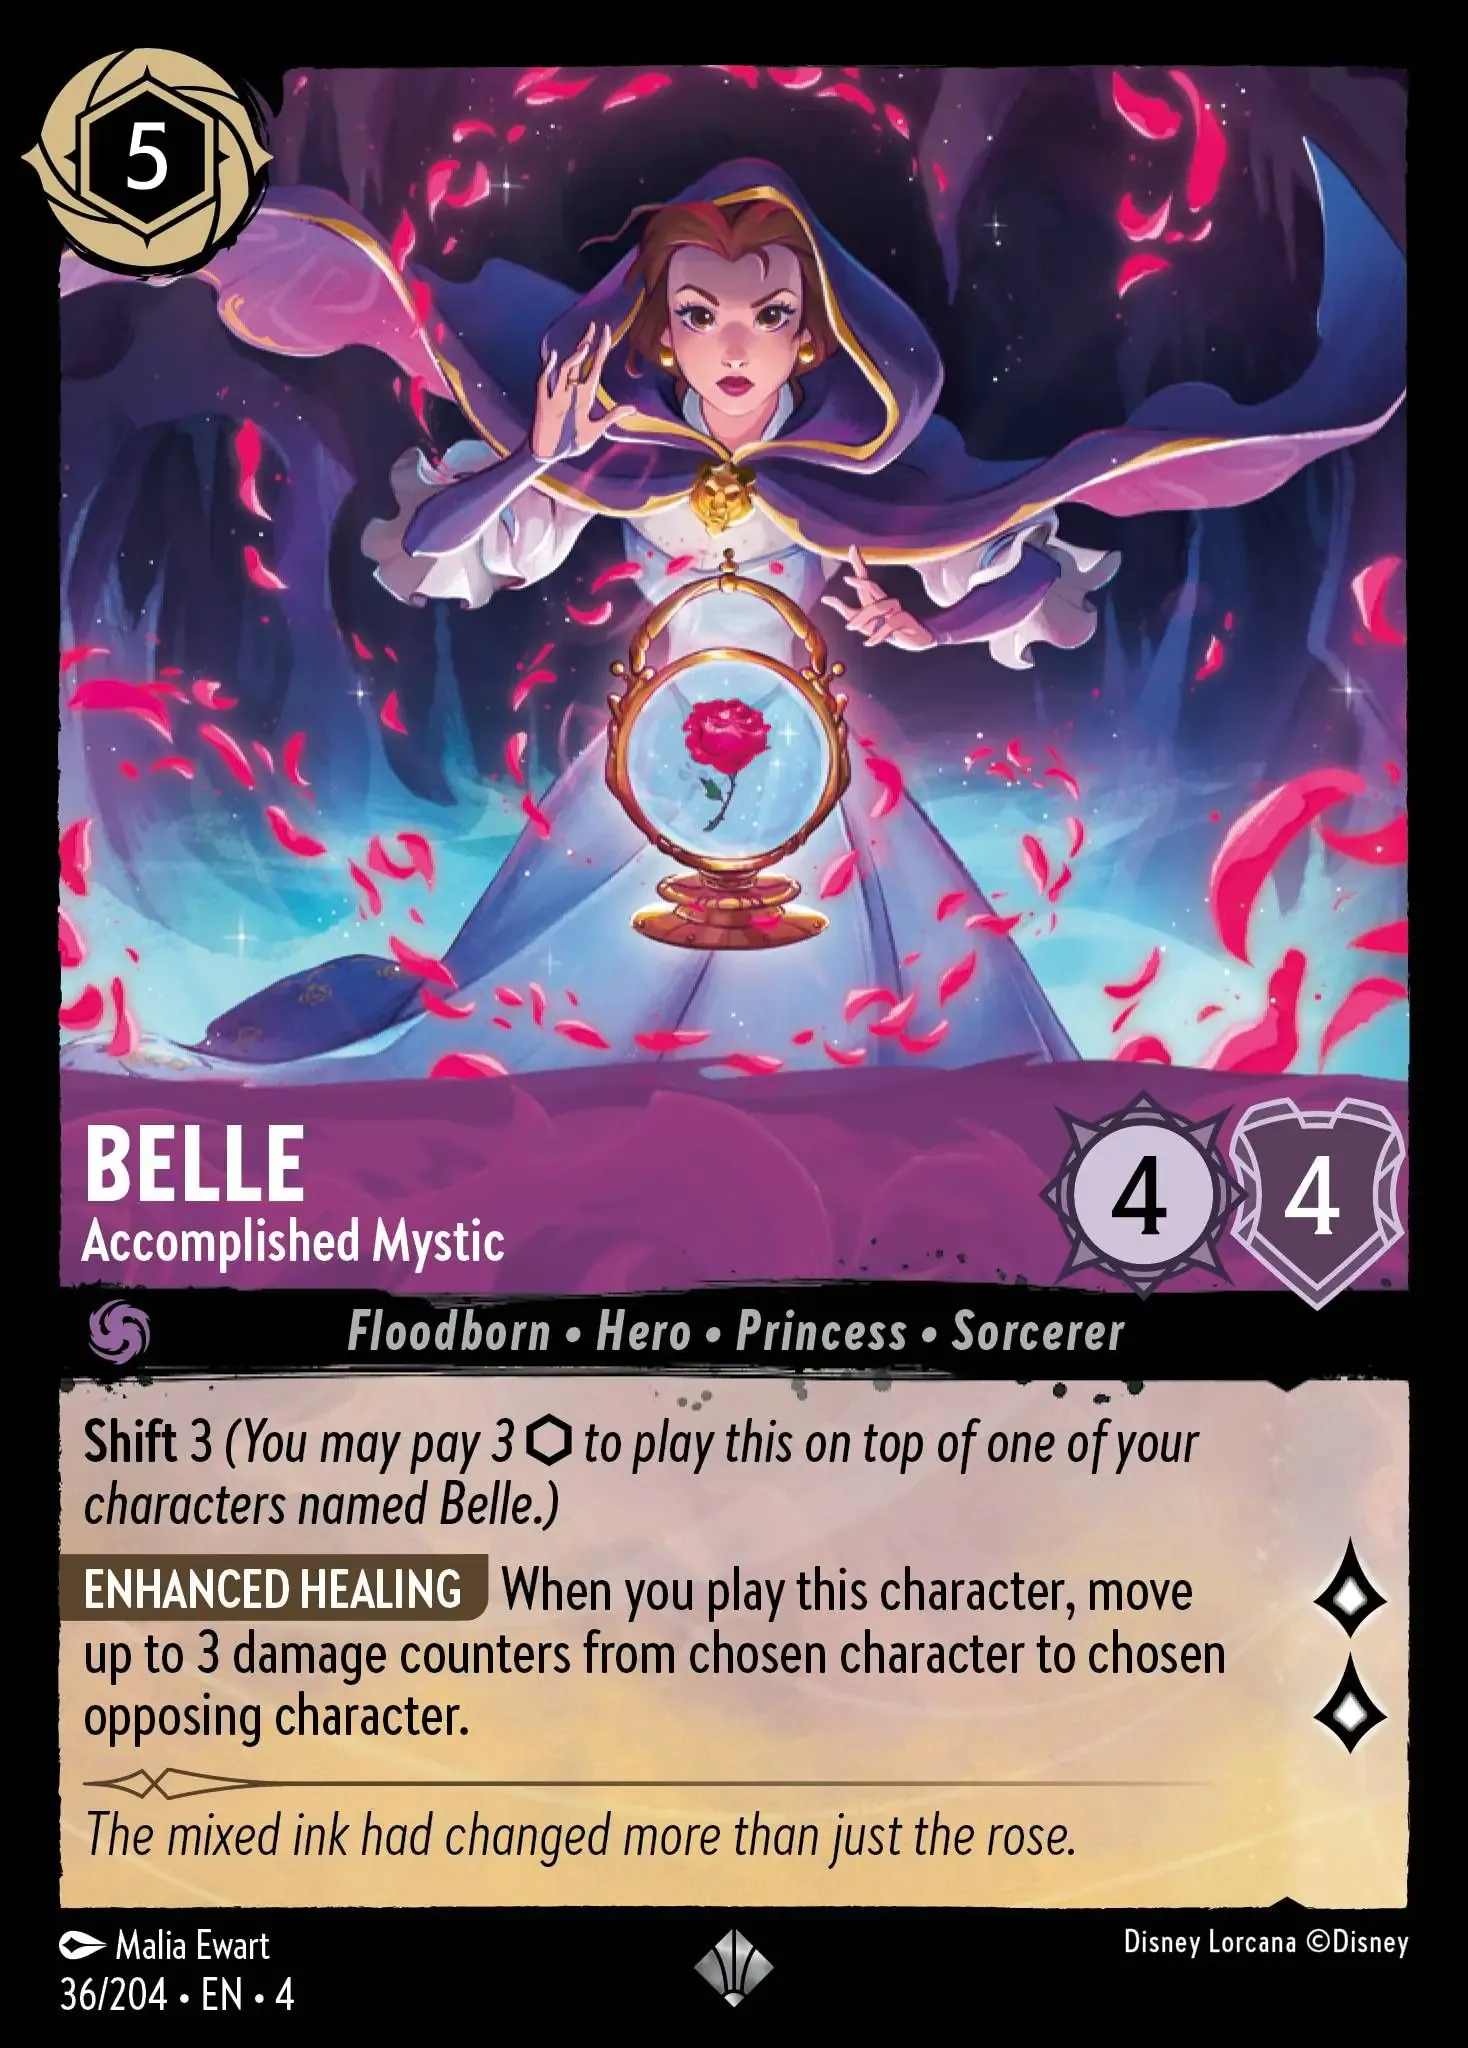 5
BELLE
Accomplished Mystic
4
4
Floodborn • Hero • Princess • Sorcerer
Shift 3 (You may pay 3 ⬡ to play this on top of one of your
characters named Belle.)
ENHANCED HEALING When you play this character, move
up to 3 damage counters from chosen character to chosen
opposing character.
The mixed ink had changed more than just the rose.
Malia Ewart
Disney Lorcana ©Disney
36/204 • EN • 4